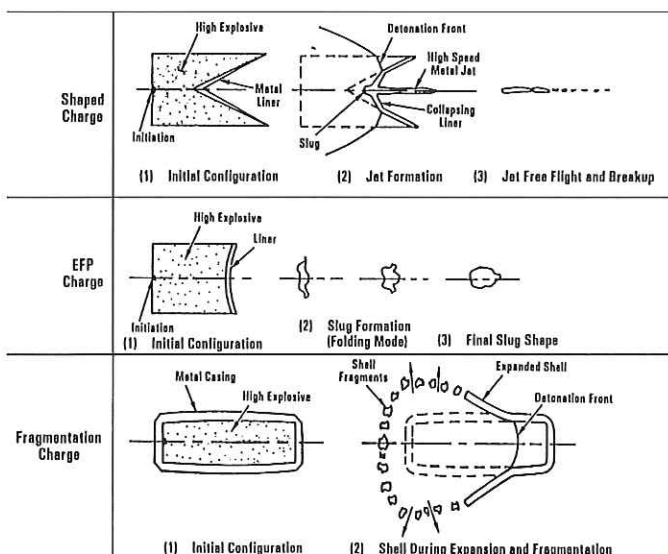 Shaped
Charge
High Explosive
Metal
Liner
Initiation
(1) Initial Configuration
Detonation Front
High Speed
Metal Jet
Collapsing
Liner
Slug
(2) Jet Formation
(3) Jet Free Flight and Breakup
EFP
Charge
High Explosive
Liner
Initiation
(1) Initial Configuration
(2) Slug Formation
(Folding Mode)
(3) Final Slug Shape
Fragmentation
Charge
Metal Casing
High Explosive
(1) Initial Configuration
Shell
Fragments
Expanded Shell
Detonation Front
(2) Shell During Expansion and Fragmentation